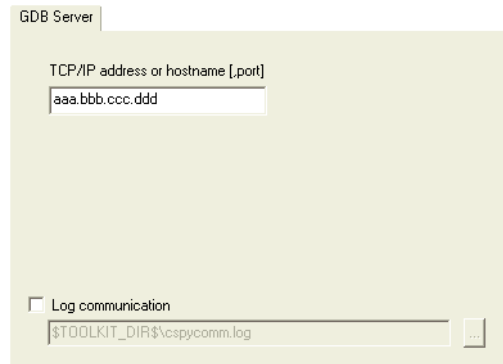 GDB Server
TCP/IP address or hostname [,port]
aaa.bbb.ccc.ddd
Log communication
$TOOLKIT_DIR$\cspycomm.log
...